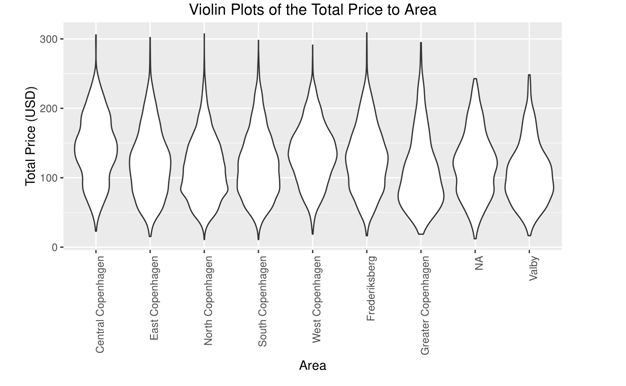 Violin Plots of the Total Price to Area
Total Price (USD)
300
200
100
0
Central Copenhagen
East Copenhagen
North Copenhagen
South Copenhagen
West Copenhagen
Frederiksberg
Greater Copenhagen
NA
Valby
Area